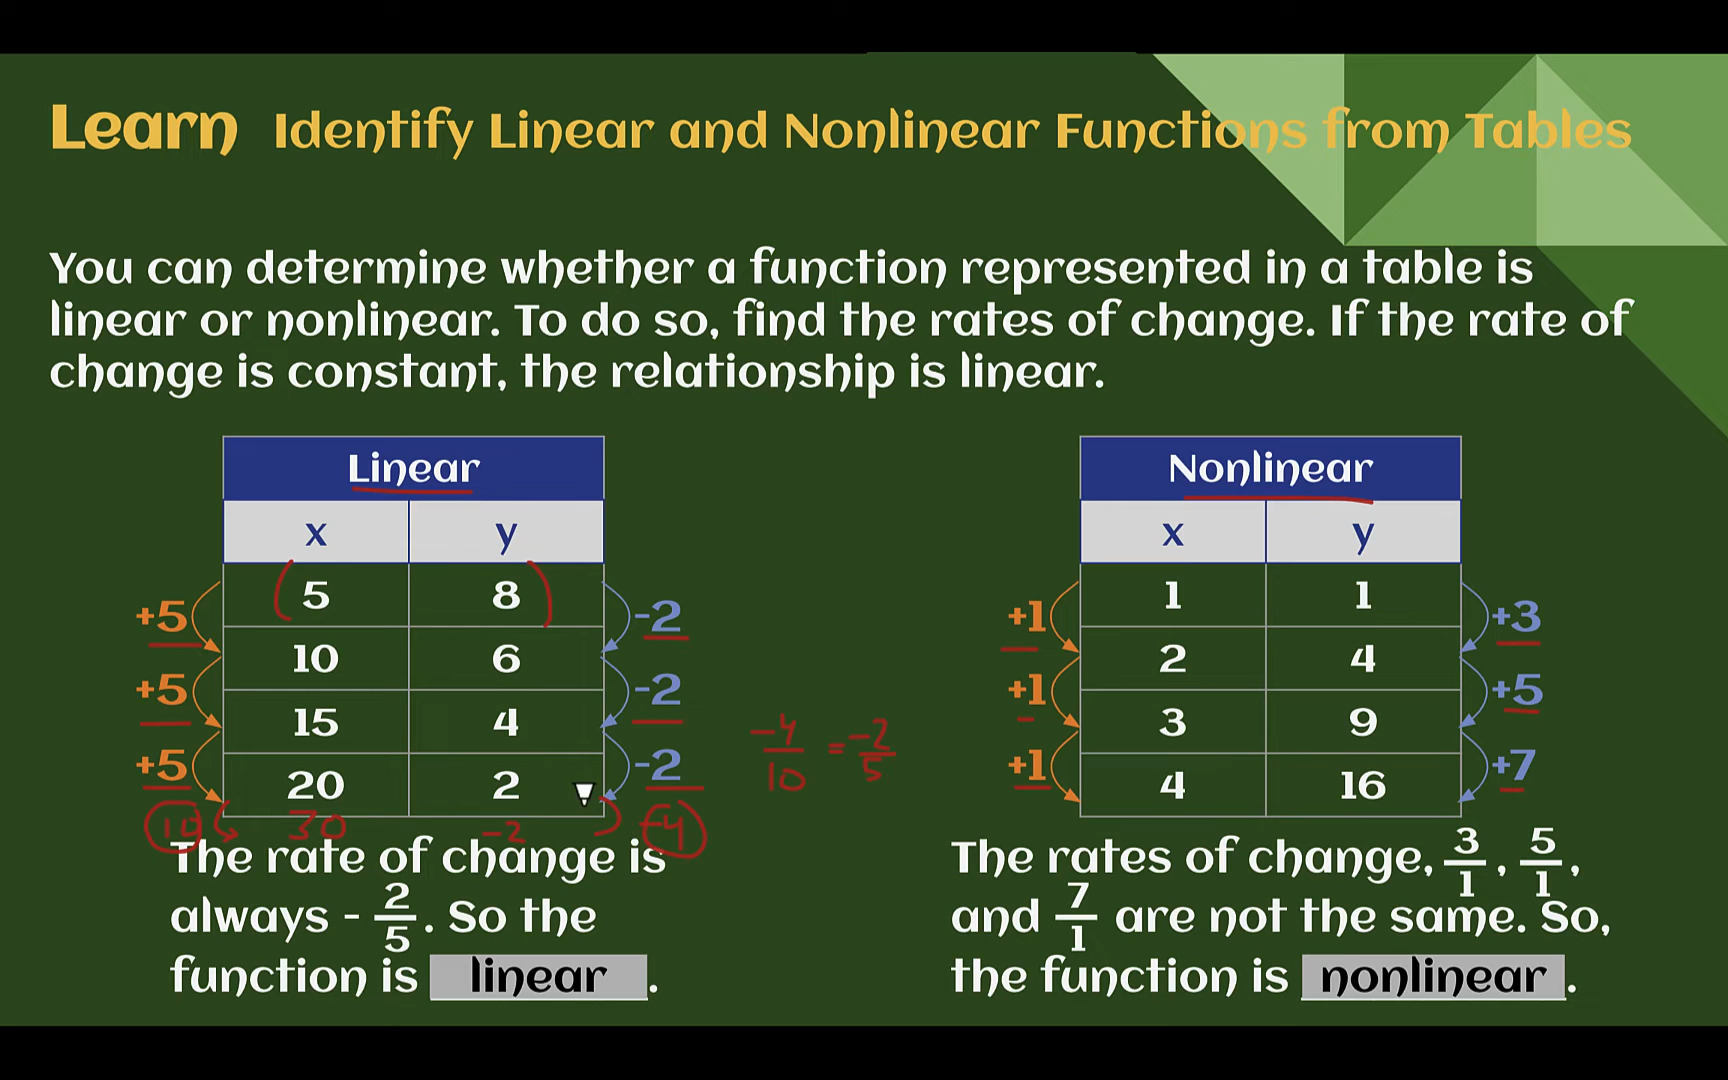 Learn Identify Linear and Nonlinear Functions from Tables
You can determine whether a function represented in a table is
linear or nonlinear. To do so, find the rates of change. If the rate of
change is constant, the relationship is linear.
Linear
x y
5 8
+5 -2
10 6
+5 -2
15 4
+5 -2
20 2
10 30 -2 -4
-4/10 = -2/5
The rate of change is
always - 2/5. So the
function is linear.
Nonlinear
x y
1 1
+1 +3
2 4
+1 +5
3 9
+1 +7
4 16
The rates of change, 3/1, 5/1,
and 7/1 are not the same. So,
the function is nonlinear.